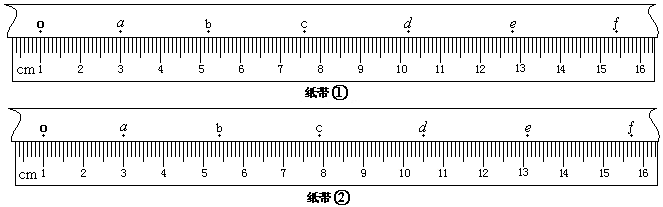 o a b c d e f
cm 1 2 3 4 5 6 7 8 9 10 11 12 13 14 15 16
纸带①
o a b c d e f
cm 1 2 3 4 5 6 7 8 9 10 11 12 13 14 15 16
纸带②